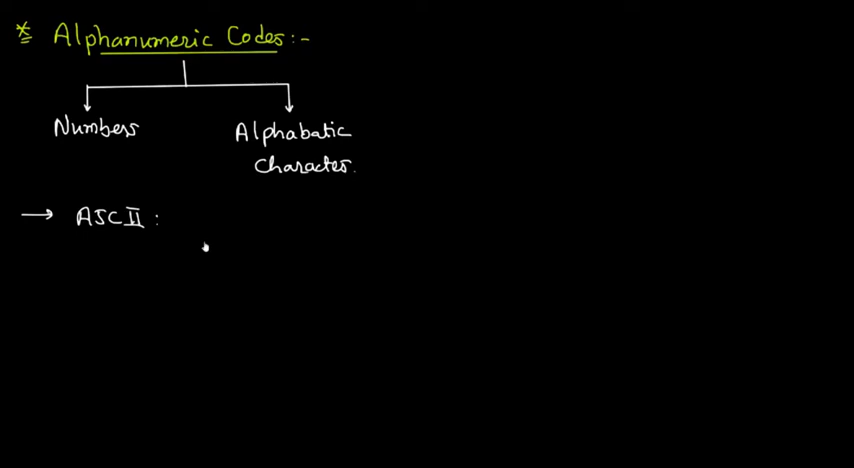 * Alphanumeric Codes:-
Numbers Alphabatic
Character.
→ ASCII :